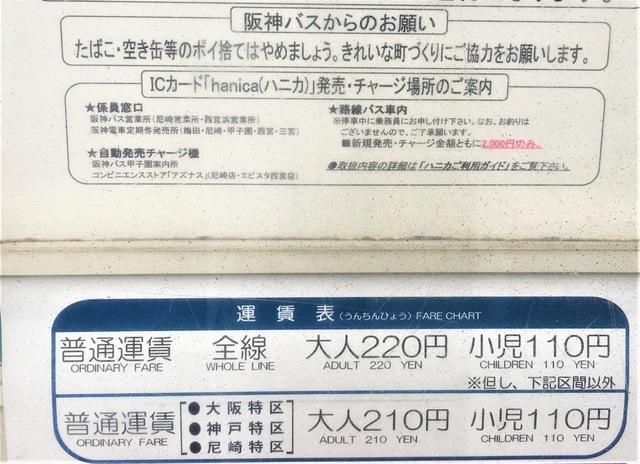 阪神バスからのお願い
たばこ・空き缶等のポイ捨てはやめましょう。きれいな町づくりにご協力をお願いします。
ICカード「hanica(ハニカ)」発売・チャージ場所のご案内
★係員窓口
阪神バス営業所(尼崎営業所・西宮浜営業所)
阪神電車定期券発売所(梅田・尼崎・甲子園・西宮・三宮)
★自動発売チャージ機
阪神バス甲子園案内所
コンビニエンスストア「アズナス」(尼崎店・エビスタ西宮店)
★路線バス車内
※停車中に乗務員にお申し付け下さい。なお、お釣りは
ございませんので、ご了承願います。
■新規発売・チャージ金額ともに2,000円のみ。
●取扱内容の詳細は「ハニカご利用ガイド」をご覧下さい。
運賃表(うんちんひょう) FARE CHART
普通運賃 全線 大人220円 小児110円
ORDINARY FARE WHOLE LINE ADULT 220 YEN CHILDREN 110 YEN
※但し、下記区間以外
普通運賃 ●大阪特区 ●神戸特区 ●尼崎特区 大人210円 小児110円
ORDINARY FARE ADULT 210 YEN CHILDREN 110 YEN